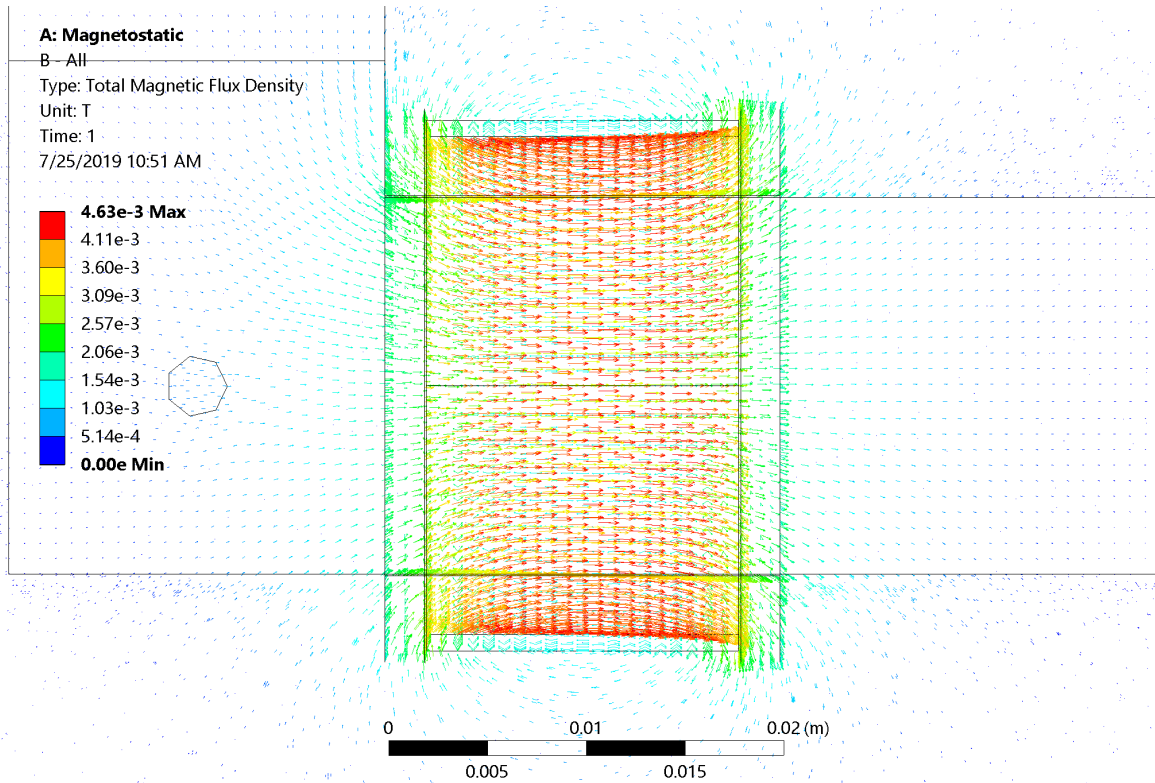 A: Magnetostatic
B - All
Type: Total Magnetic Flux Density
Unit: T
Time: 1
7/25/2019 10:51 AM
4.63e-3 Max
4.11e-3
3.60e-3
3.09e-3
2.57e-3
2.06e-3
1.54e-3
1.03e-3
5.14e-4
0.00e Min
0 0.01 0.02 (m)
0.005 0.015